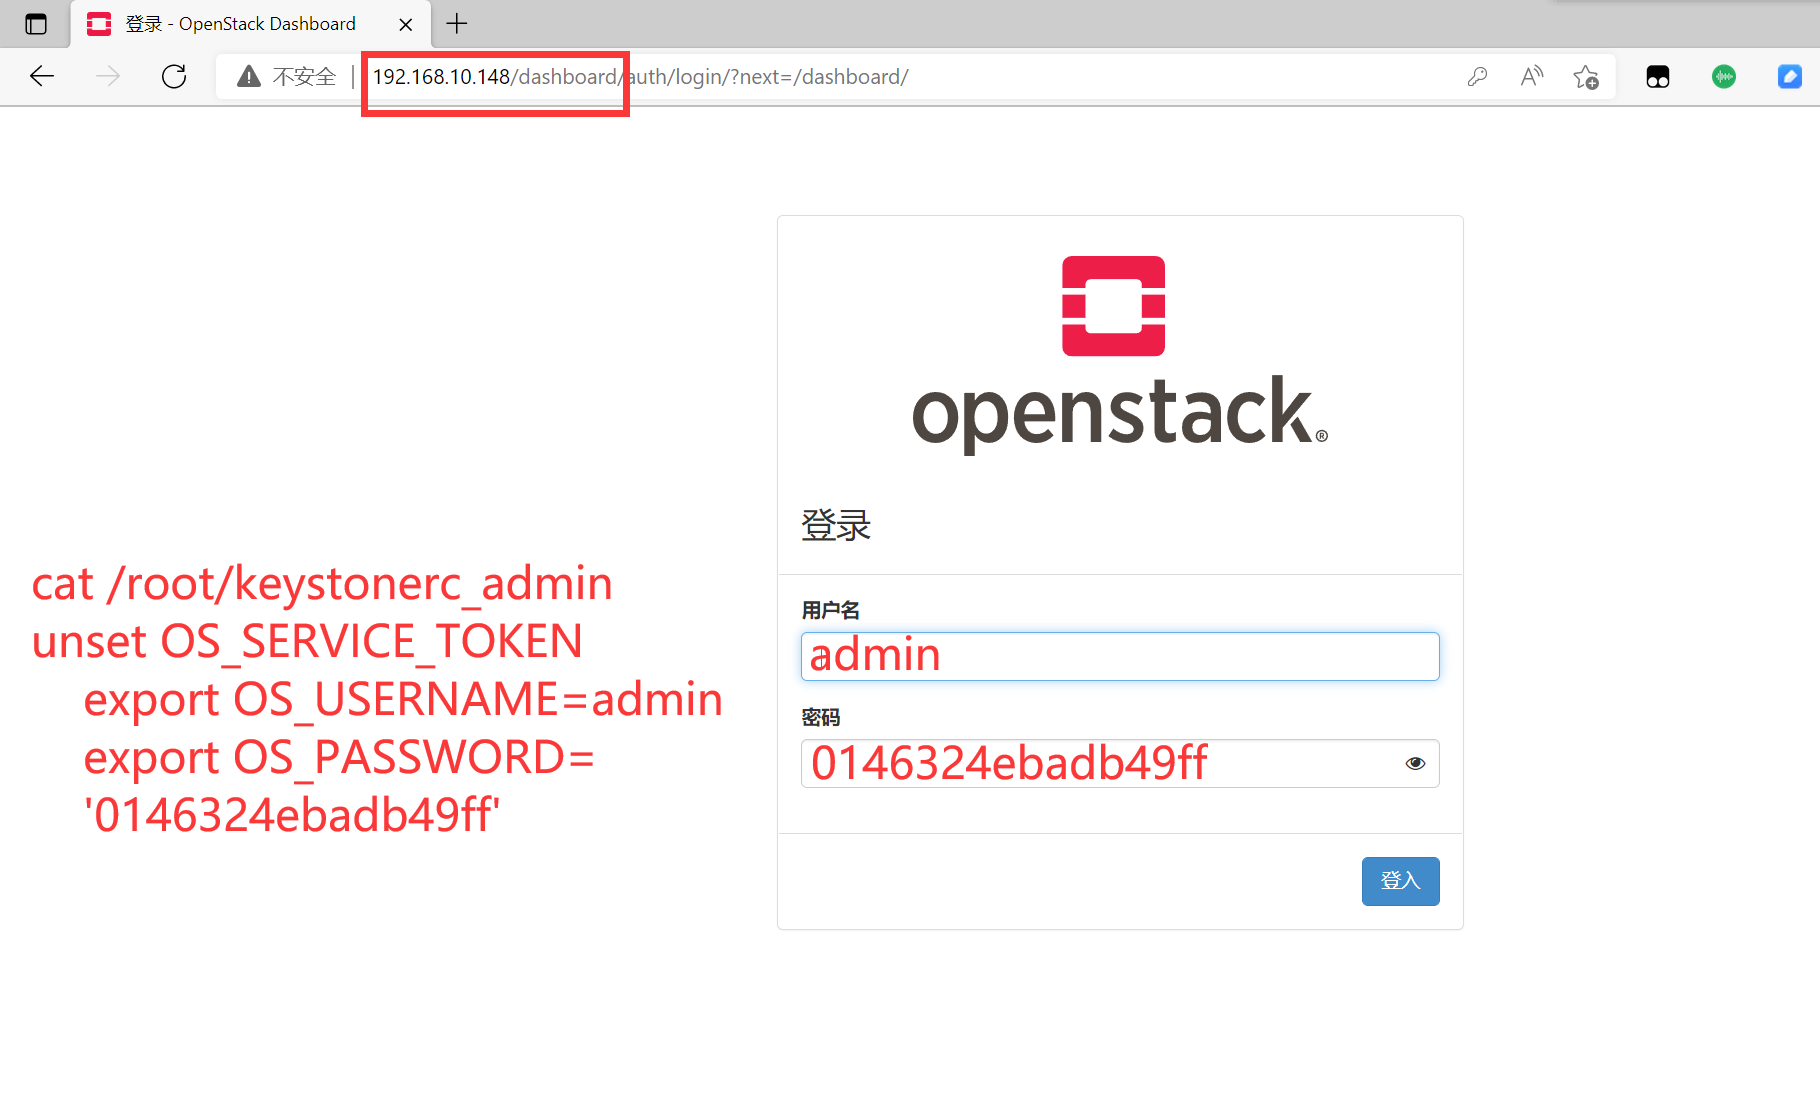 登录 - OpenStack Dashboard
不安全 | 192.168.10.148/dashboard/auth/login/?next=/dashboard/
openstack®
登录
cat /root/keystonerc_admin
unset OS_SERVICE_TOKEN
export OS_USERNAME=admin
export OS_PASSWORD=
'0146324ebadb49ff'
用户名
admin
密码
0146324ebadb49ff
登入